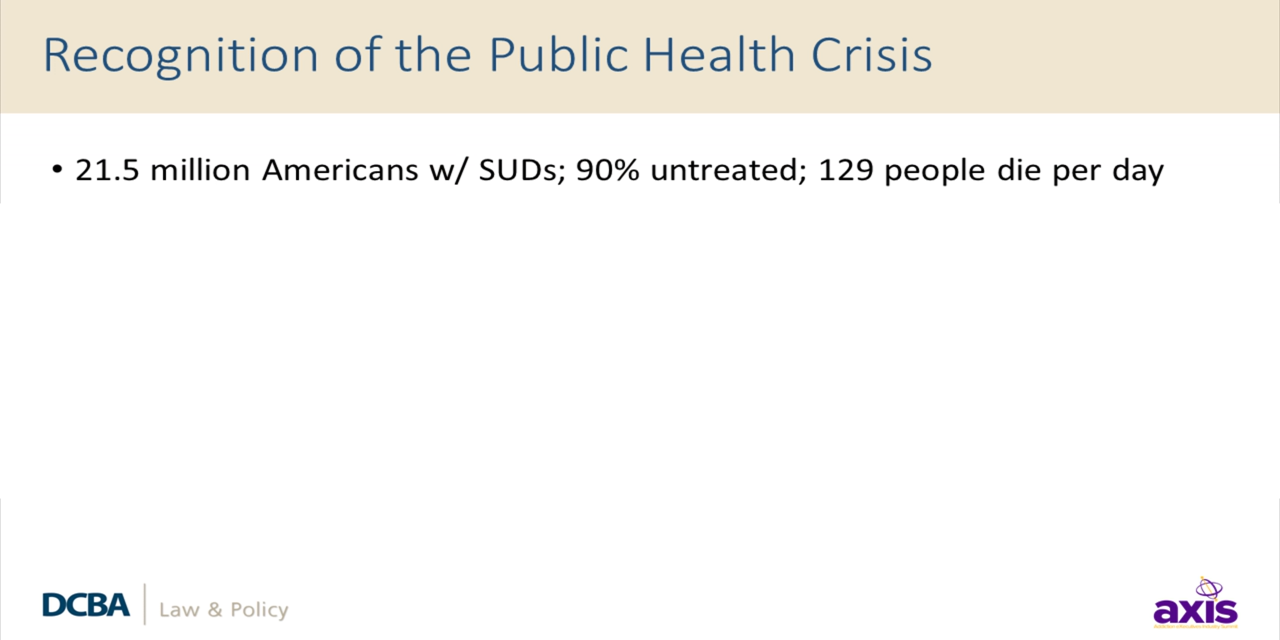 Recognition of the Public Health Crisis
• 21.5 million Americans w/ SUDs; 90% untreated; 129 people die per day
DCBA Law & Policy
axis